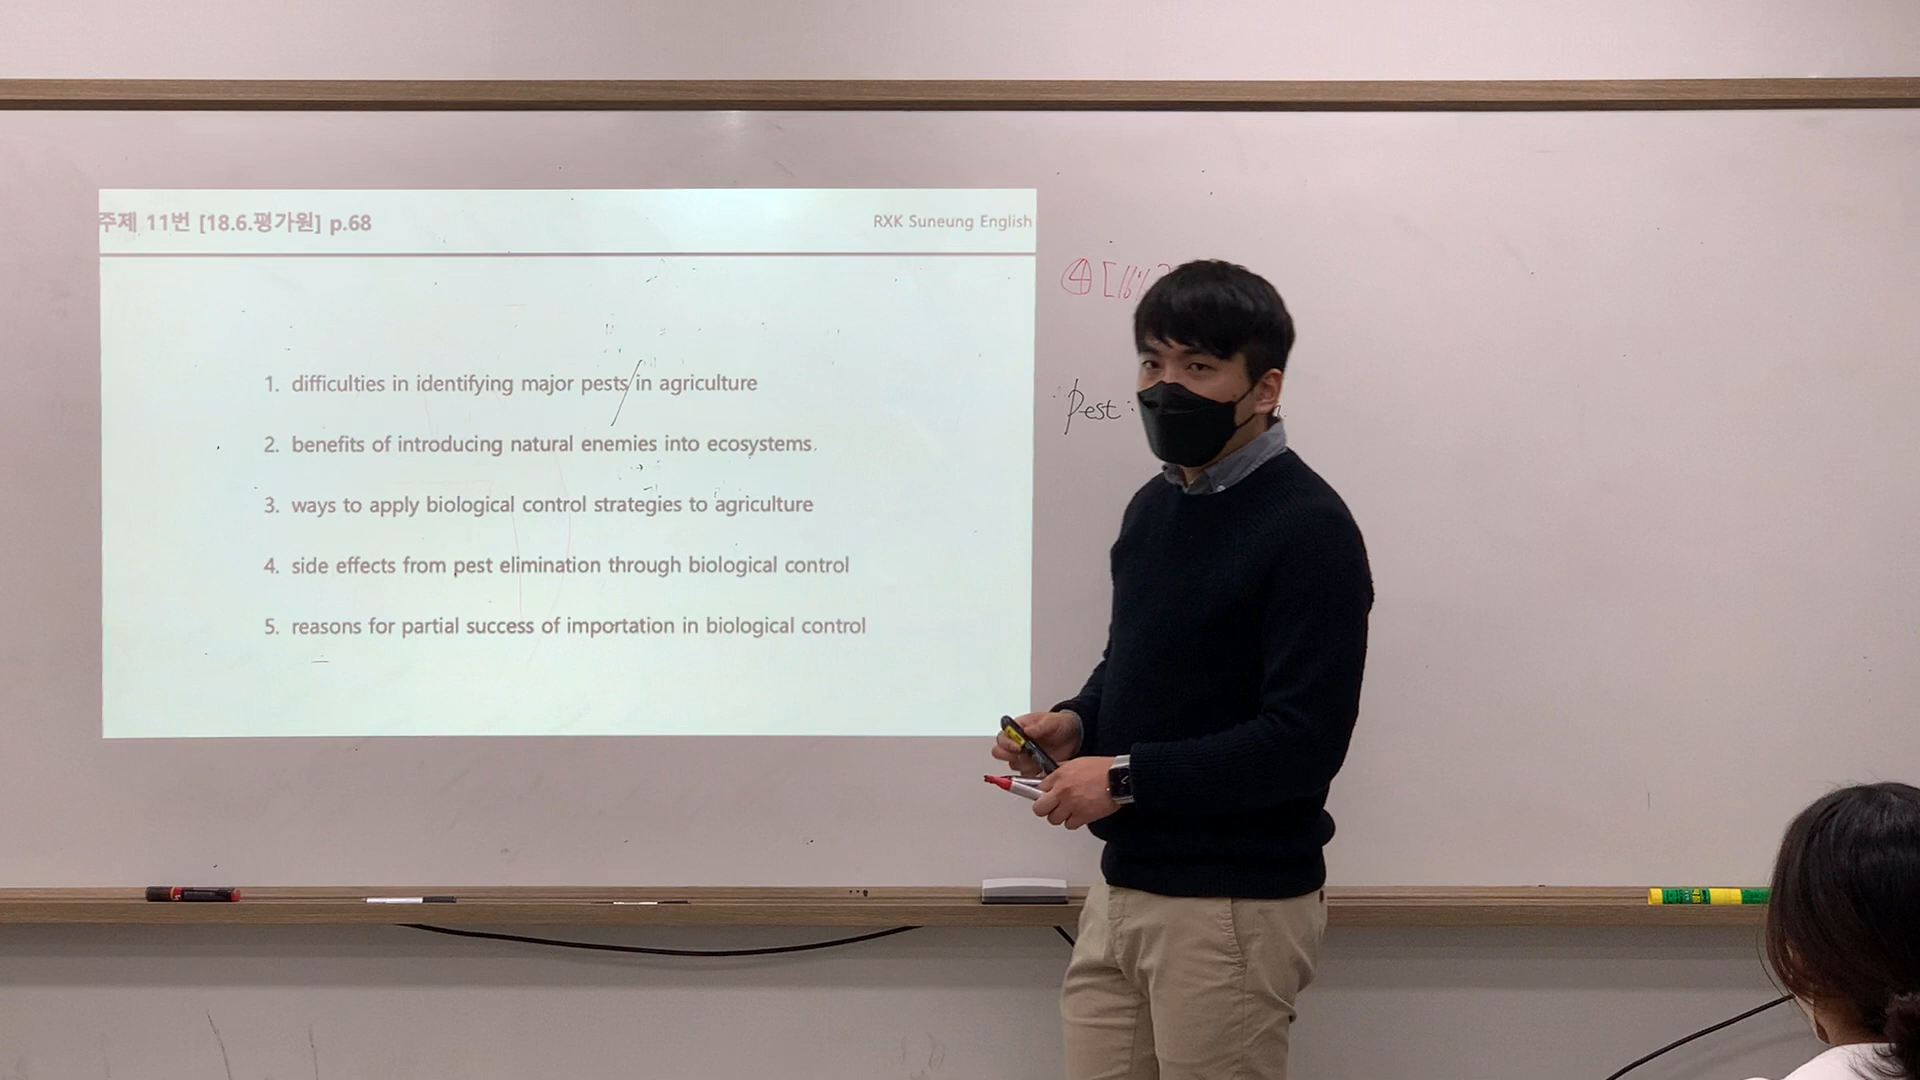 주제 11번 [18.6.평가원] p.68
RXK Suneung English
1. difficulties in identifying major pests in agriculture
2. benefits of introducing natural enemies into ecosystems.
3. ways to apply biological control strategies to agriculture
4. side effects from pest elimination through biological control
5. reasons for partial success of importation in biological control
④ [16%
Pest :